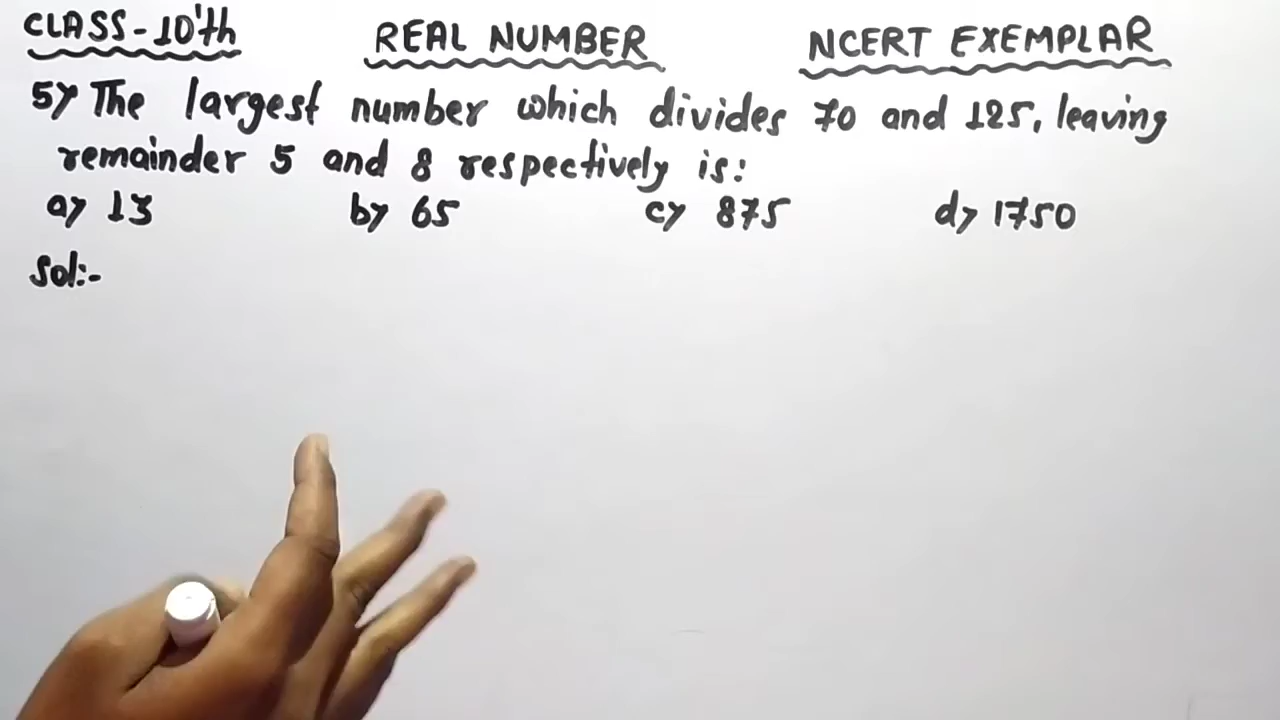 CLASS-10'th REAL NUMBER NCERT EXEMPLAR
5) The largest number which divides 70 and 125, leaving
remainder 5 and 8 respectively is:
a) 13 b) 65 c) 875 d) 1750
Sol:-